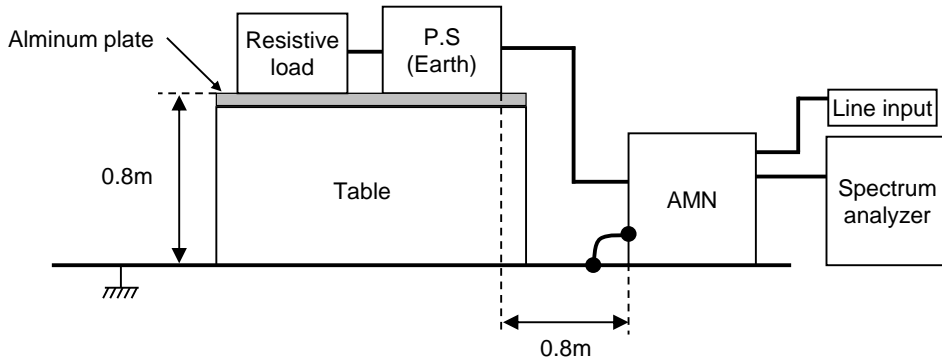 Alminum plate
Resistive
load
P.S
(Earth)
Line input
0.8m
Table
AMN
Spectrum
analyzer
0.8m